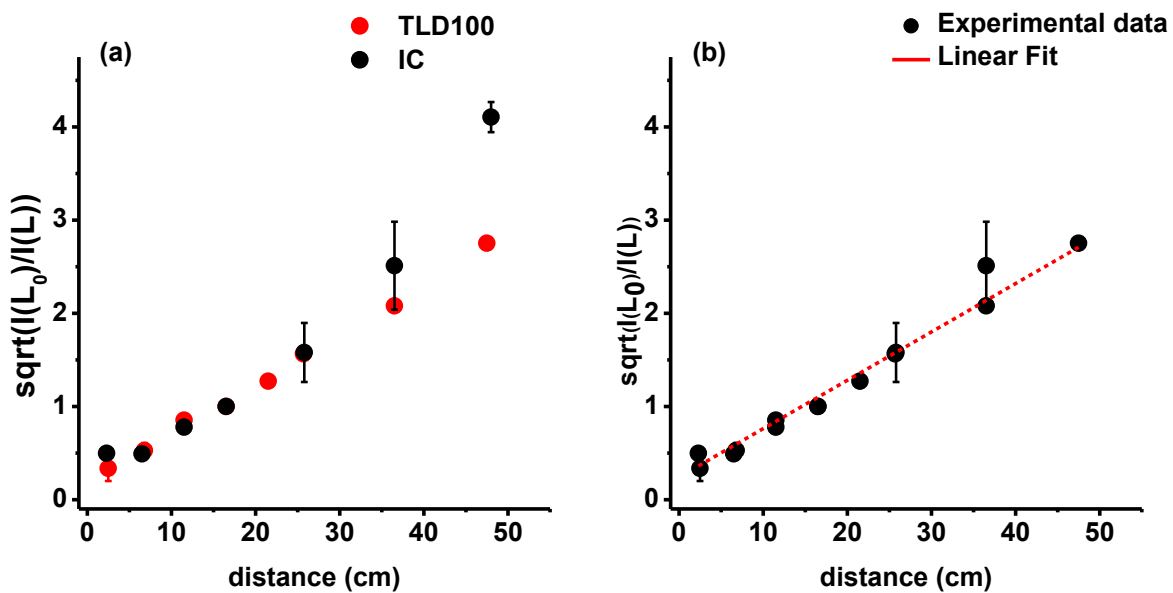 (a)
TLD100
IC
sqrt(I(L0)/I(L))
4
3
2
1
0
0 10 20 30 40 50
distance (cm)
(b)
Experimental data
Linear Fit
sqrt(I(L0)/I(L))
4
3
2
1
0
0 10 20 30 40 50
distance (cm)